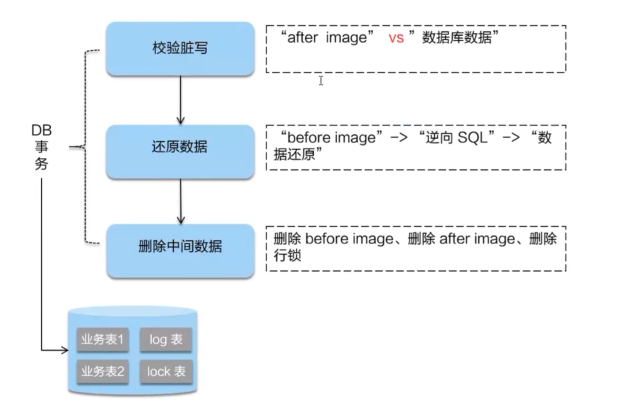 校验脏写
“after image” vs ”数据库数据”
DB
事
务
还原数据
“before image”–> “逆向 SQL”–> “数
据还原”
删除中间数据
删除 before image、删除 after image、删除
行锁
业务表1
log 表
业务表2
lock 表